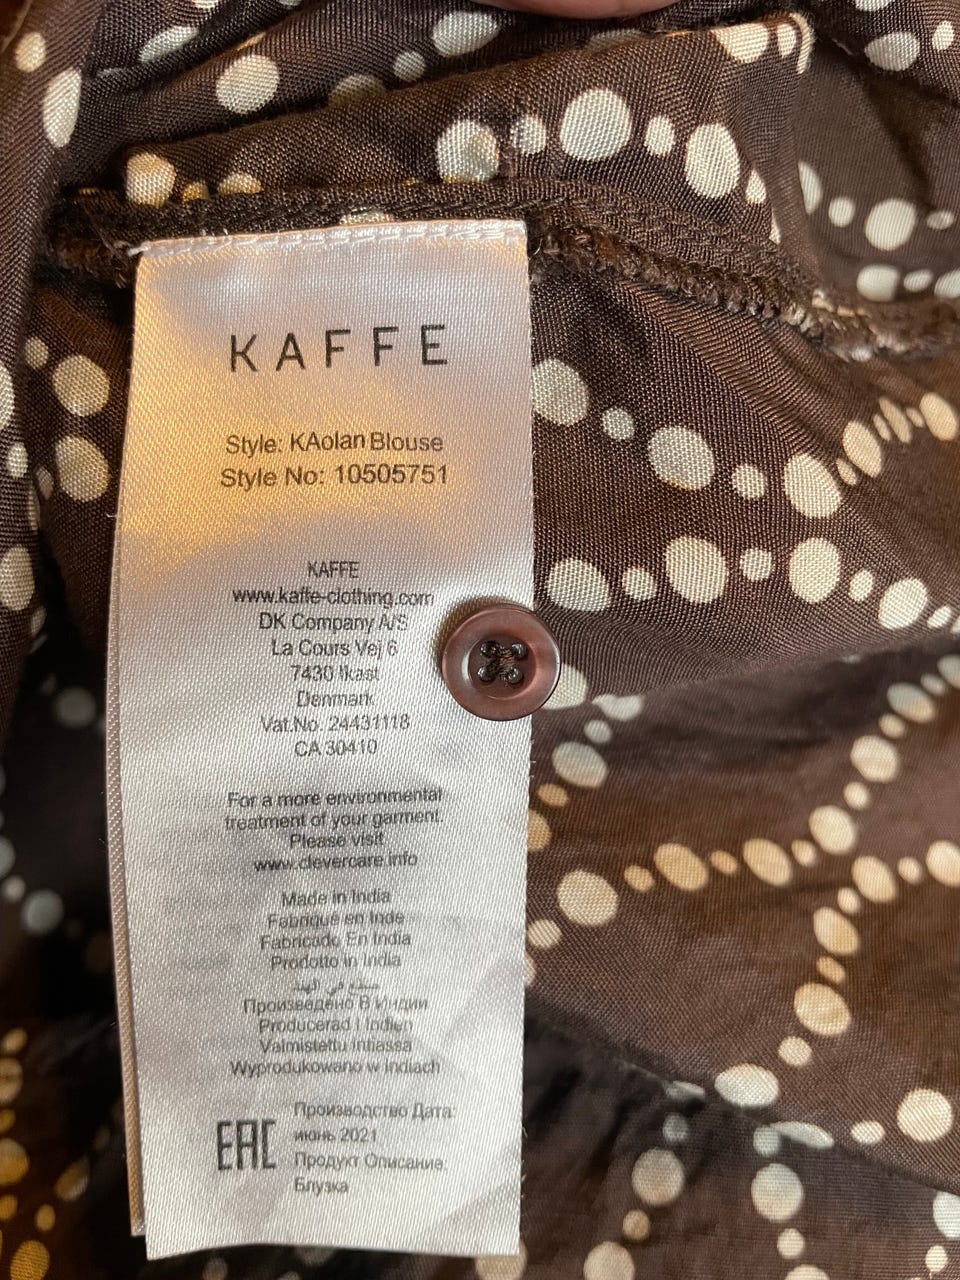 KAFFE
Style: KAolan Blouse
Style No: 10505751
KAFFE
www.kaffe-clothing.com
DK Company A/S
La Cours Vej 6
7430 Ikast
Denmark
Vat.No. 24431118
CA 30410
For a more environmental
treatment of your garment.
Please visit
www.clevercare.info
Made in India
Fabriqué en Inde
Fabricado En India
Prodotto in India
صنع في الهند
Произведено В Индии
Producerad I Indien
Valmistettu Intiassa
Wyprodukowano w Indiach
EAC
Производство Дата:
июнь 2021
Продукт Описание:
Блузка